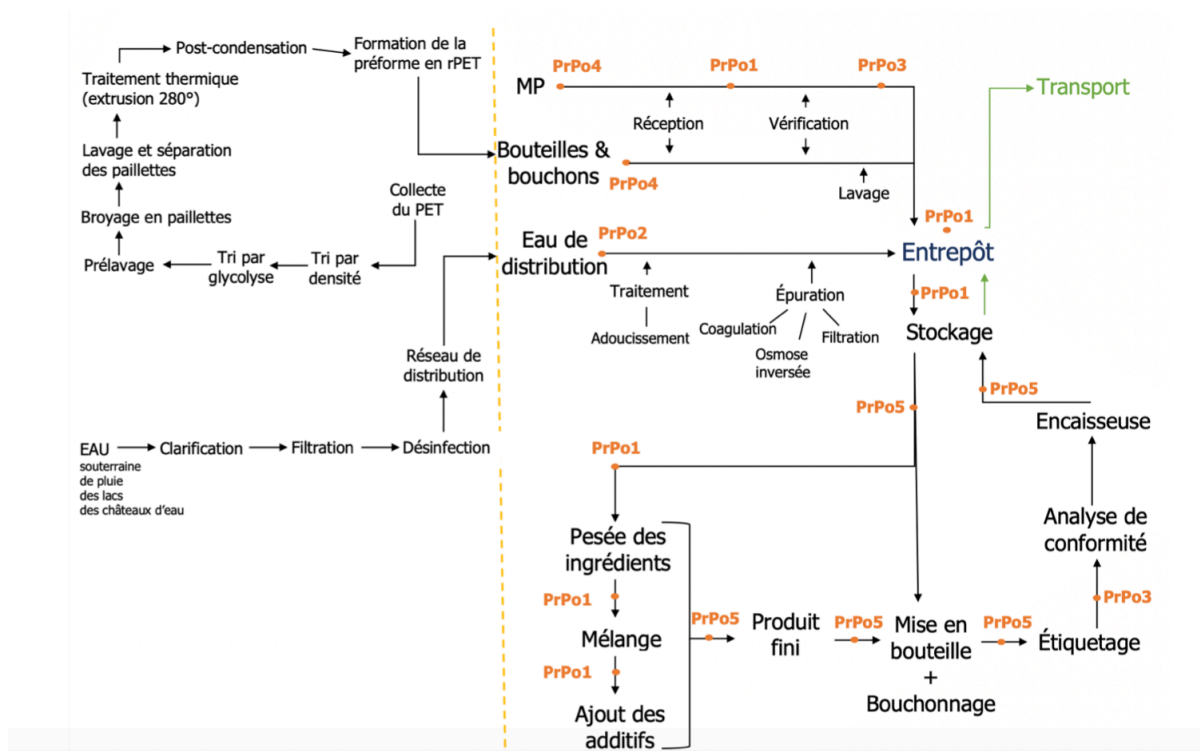 Post-condensation
Formation de la
préforme en rPET
Traitement thermique
(extrusion 280°)
Lavage et séparation
des paillettes
Broyage en paillettes
Prélavage
Tri par
glycolyse
Tri par
densité
Collecte
du PET
Réseau de
distribution
EAU
souterraine
de pluie
des lacs
des châteaux d'eau
Clarification
Filtration
Désinfection
MP
PrPo4
PrPo1
PrPo3
Réception
Vérification
Bouteilles &
bouchons
PrPo4
Lavage
Transport
PrPo1
Eau de
distribution
PrPo2
Entrepôt
Traitement
Adoucissement
Épuration
Coagulation
Osmose
inversée
Filtration
PrPo1
Stockage
PrPo5
PrPo5
Encaisseuse
PrPo1
Pesée des
ingrédients
PrPo1
Mélange
PrPo1
Ajout des
additifs
PrPo5
Produit
fini
PrPo5
Mise en
bouteille
+
Bouchonnage
PrPo5
Étiquetage
PrPo3
Analyse de
conformité